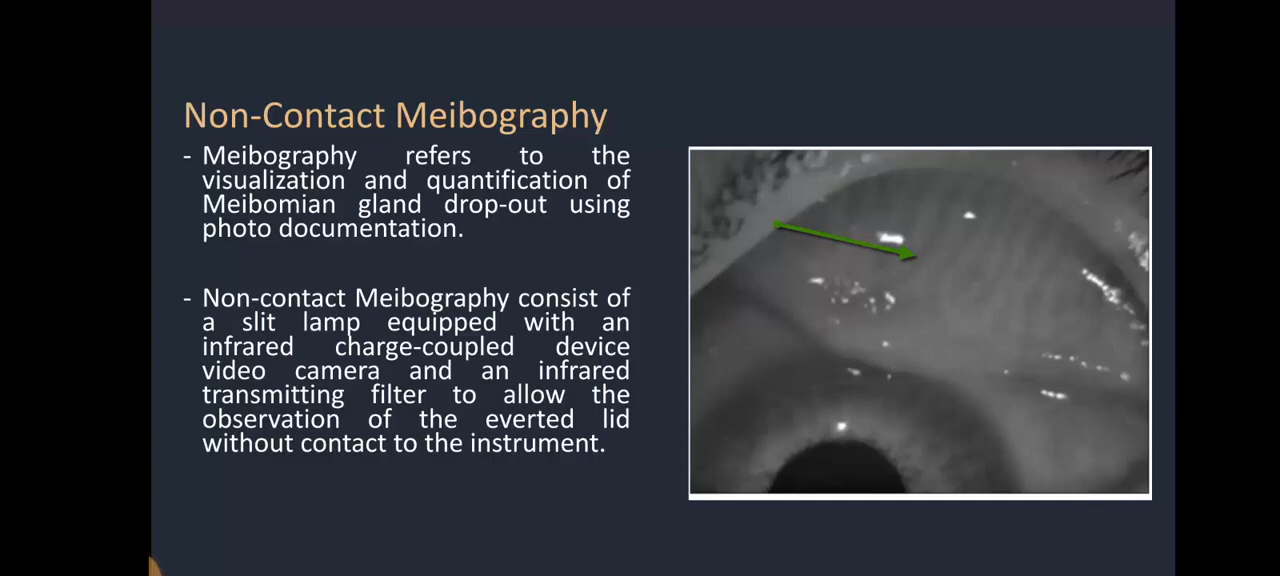 Non-Contact Meibography
- Meibography refers to the
visualization and quantification of
Meibomian gland drop-out using
photo documentation.
- Non-contact Meibography consist of
a slit lamp equipped with an
infrared charge-coupled device
video camera and an infrared
transmitting filter to allow the
observation of the everted lid
without contact to the instrument.